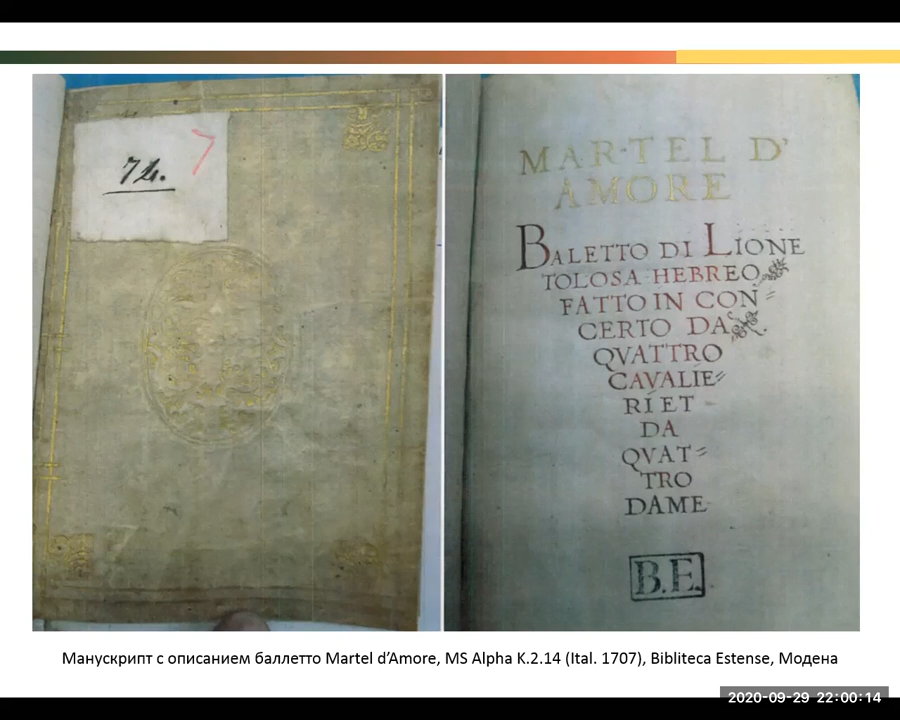 7
74.
MARTEL D'
AMORE
BALETTO DI LIONE
TOLOSA HEBREO
FATTO IN CON=
CERTO DA
QVATTRO
CAVALIE=
RI ET
DA
QVAT=
TRO
DAME
B.E.
Манускрипт с описанием баллетто Martel d’Amore, MS Alpha K.2.14 (Ital. 1707), Bibliteca Estense, Модена
2020-09-29 22:00:14